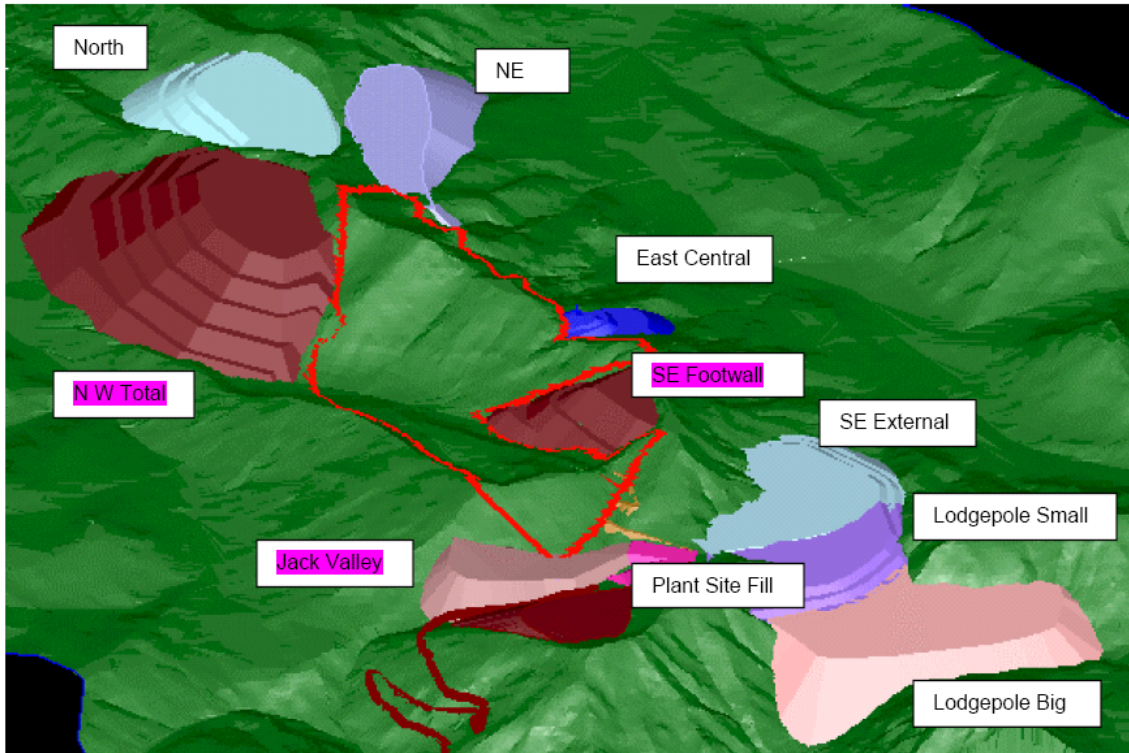 North
NE
East Central
N W Total
SE Footwall
SE External
Lodgepole Small
Jack Valley
Plant Site Fill
Lodgepole Big